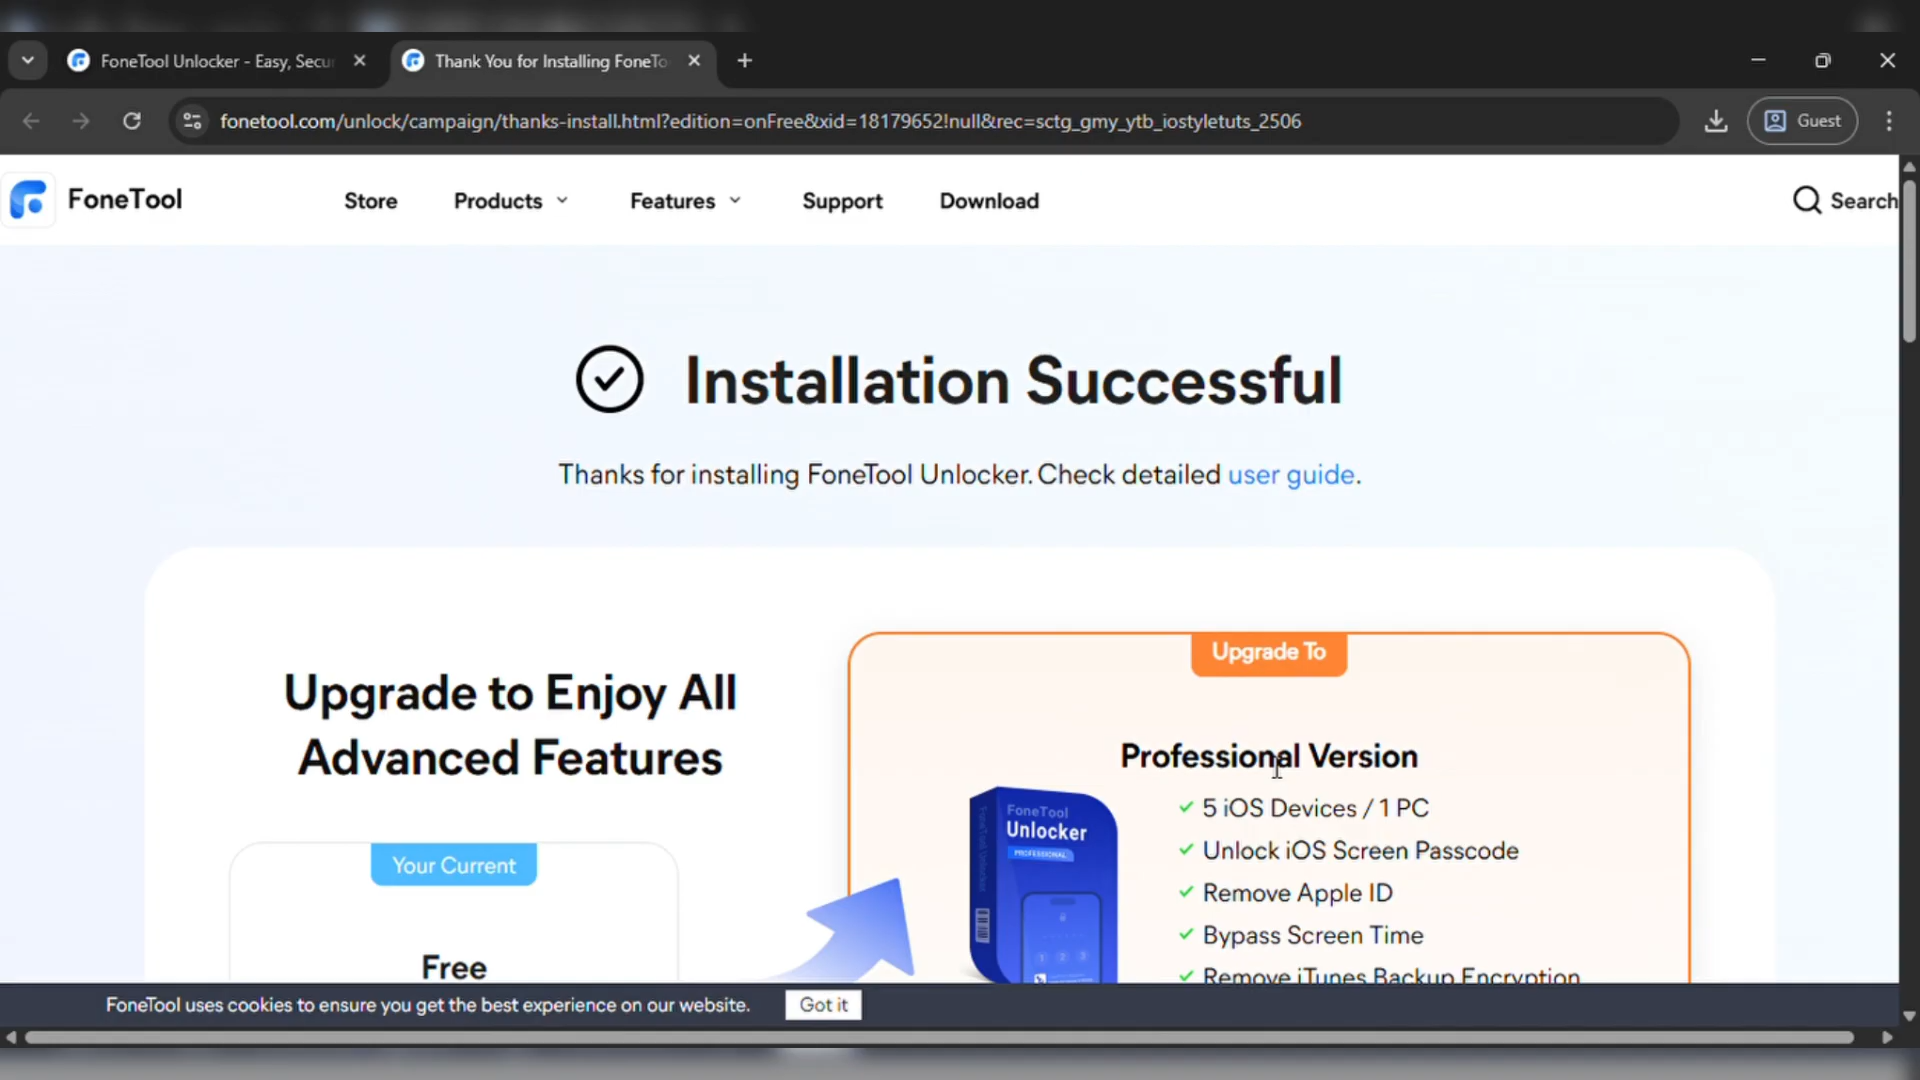 FoneTool Unlocker - Easy, Secu
Thank You for Installing FoneTo
fonetool.com/unlock/campaign/thanks-install.html?edition=onFree&xid=18179652!null&rec=sctg_gmy_ytb_iostyletuts_2506
Guest
FoneTool
Store
Products
Features
Support
Download
Search
Installation Successful
Thanks for installing FoneTool Unlocker. Check detailed user guide.
Upgrade to Enjoy All
Advanced Features
Your Current
Free
Upgrade To
Professional Version
FoneTool
Unlocker
PROFESSIONAL
5 iOS Devices / 1 PC
Unlock iOS Screen Passcode
Remove Apple ID
Bypass Screen Time
Remove iTunes Backup Encryption
1 2 3
FoneTool uses cookies to ensure you get the best experience on our website.
Got it